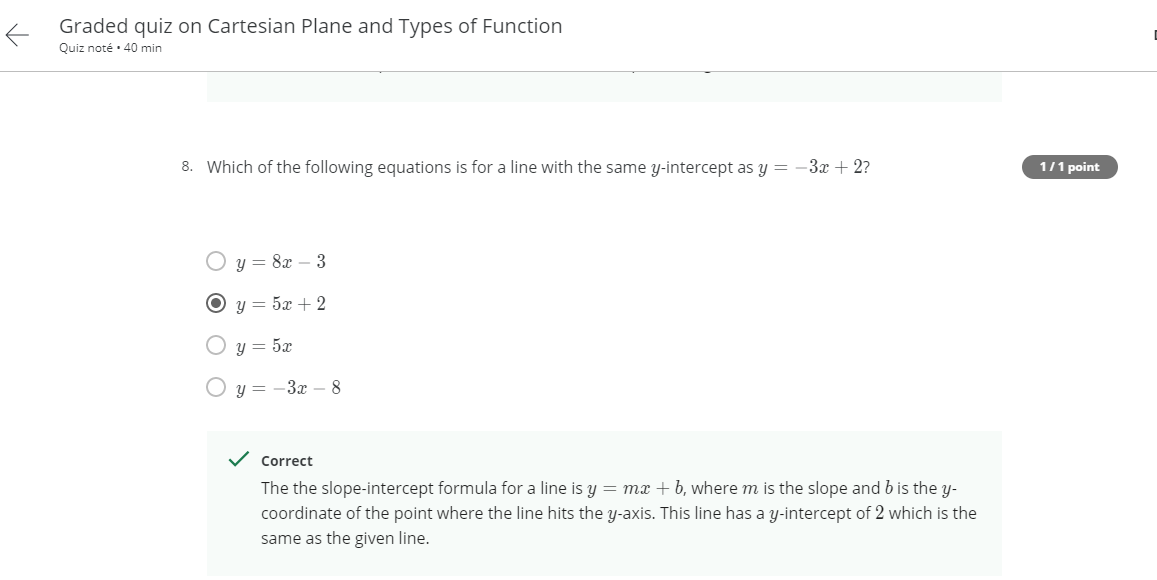 Graded quiz on Cartesian Plane and Types of Function
Quiz noté • 40 min
8. Which of the following equations is for a line with the same y-intercept as y = −3x + 2?
1 / 1 point
y = 8x − 3
y = 5x + 2
y = 5x
y = −3x − 8
Correct
The the slope-intercept formula for a line is y = mx + b, where m is the slope and b is the y-
coordinate of the point where the line hits the y-axis. This line has a y-intercept of 2 which is the
same as the given line.